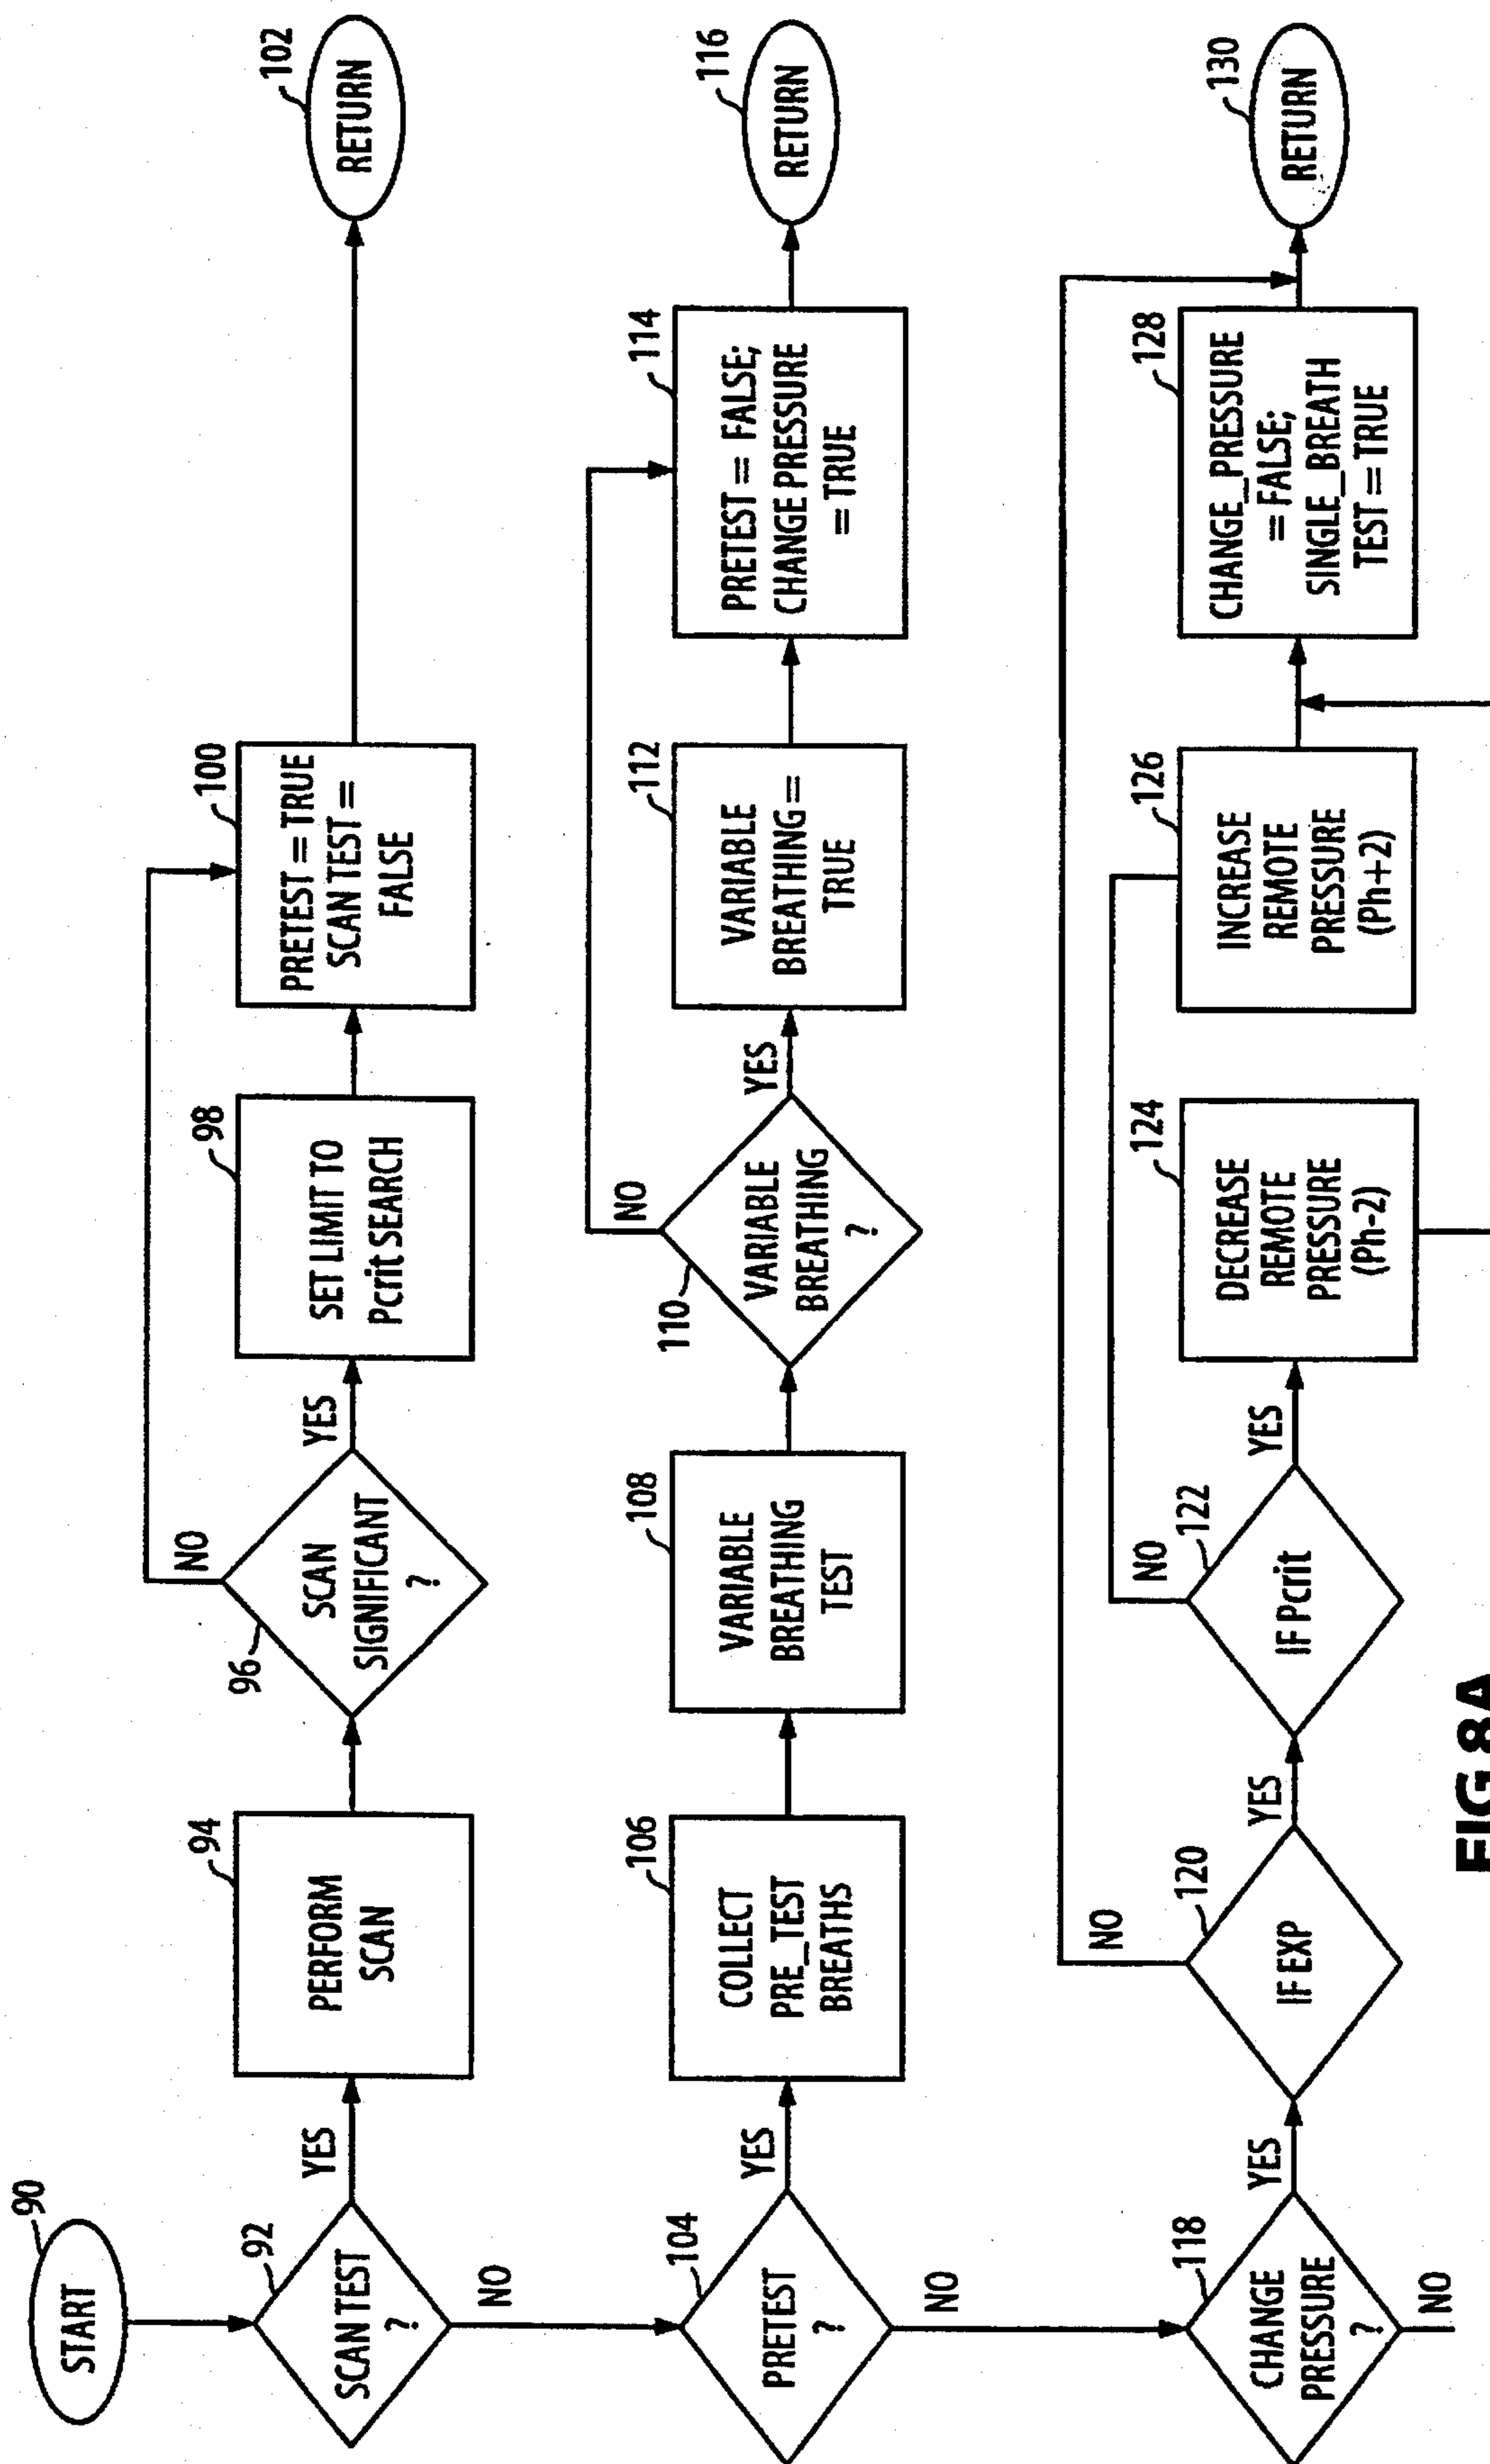 90
START
92
SCAN TEST
?
YES
NO
94
PERFORM
SCAN
96
SCAN
SIGNIFICANT
?
NO
YES
98
SET LIMIT TO
Pcrit SEARCH
100
PRETEST = TRUE
SCAN TEST =
FALSE
102
RETURN
104
PRETEST
?
YES
NO
106
COLLECT
PRE_TEST
BREATHS
108
VARIABLE
BREATHING
TEST
110
VARIABLE
BREATHING
?
NO
YES
112
VARIABLE
BREATHING =
TRUE
114
PRETEST = FALSE;
CHANGE PRESSURE
= TRUE
116
RETURN
118
CHANGE
PRESSURE
?
YES
NO
120
IF EXP
NO
YES
122
IF Pcrit
NO
YES
124
DECREASE
REMOTE
PRESSURE
(Ph-2)
126
INCREASE
REMOTE
PRESSURE
(Ph+2)
128
CHANGE_PRESSURE
= FALSE;
SINGLE_BREATH
TEST = TRUE
130
RETURN
FIG 8A